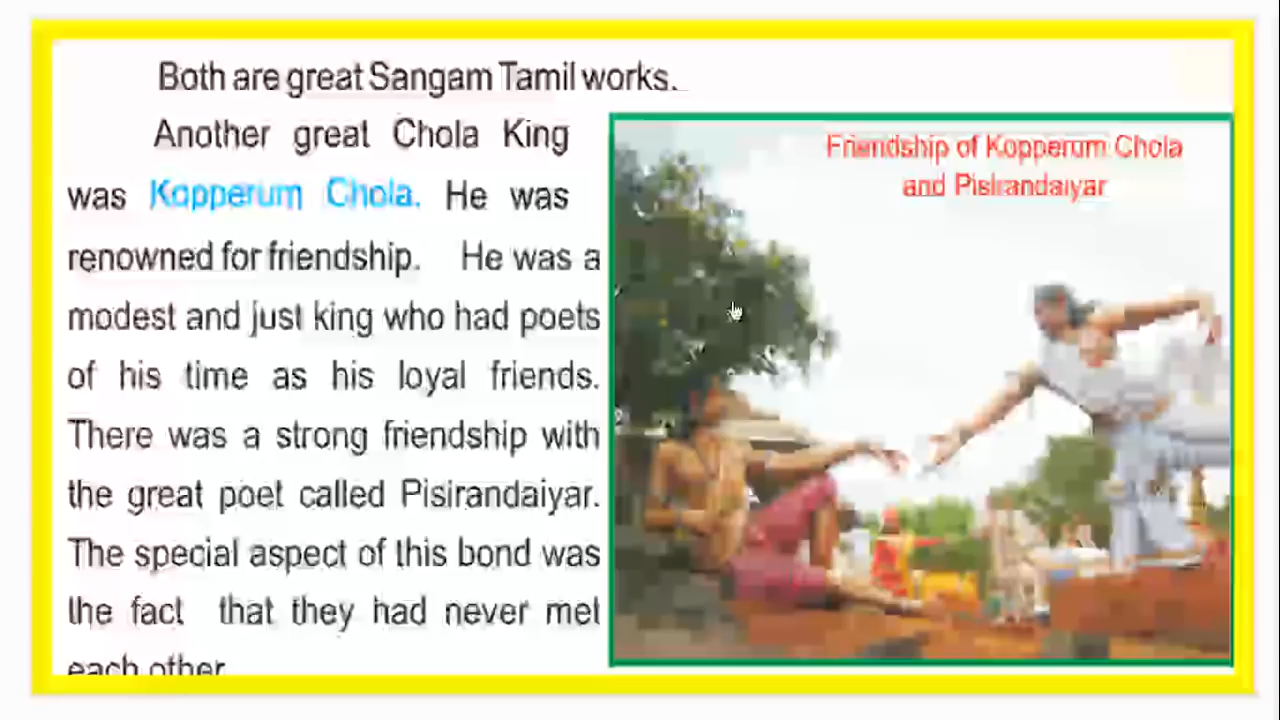 Both are great Sangam Tamil works.
Another great Chola King
was Kopperum Chola. He was
renowned for friendship. He was a
modest and just king who had poets
of his time as his loyal friends.
There was a strong friendship with
the great poet called Pisirandaiyar.
The special aspect of this bond was
the fact that they had never met
each other
Friendship of Kopperum Chola
and Pisirandaiyar